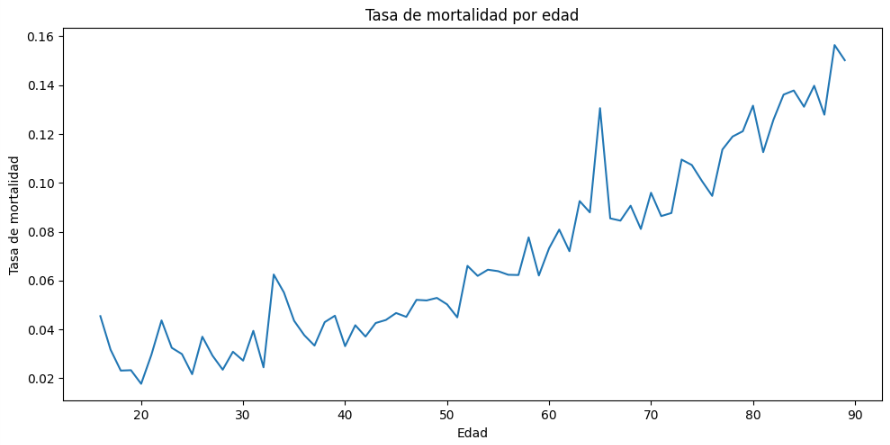 Tasa de mortalidad por edad
Tasa de mortalidad
0.16
0.14
0.12
0.10
0.08
0.06
0.04
0.02
20 30 40 50 60 70 80 90
Edad